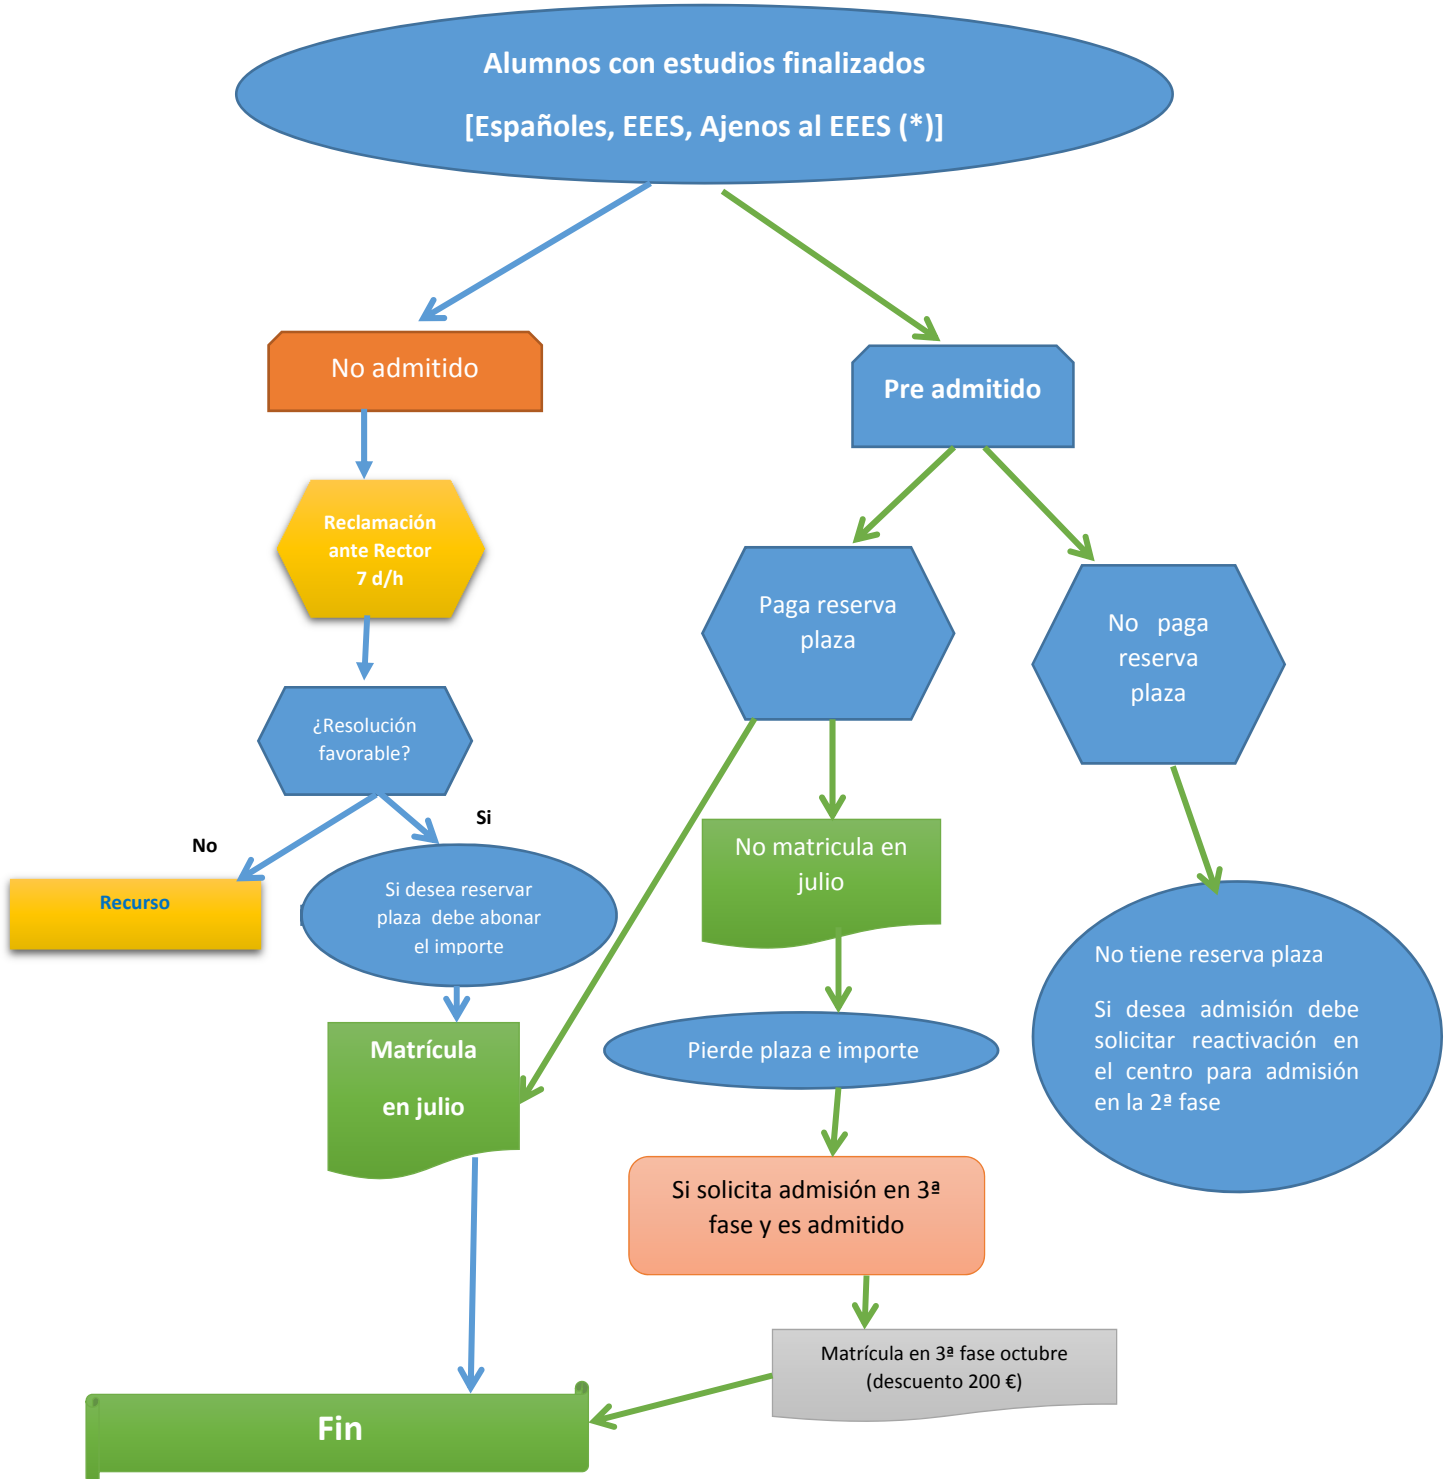 Alumnos con estudios finalizados
[Españoles, EEES, Ajenos al EEES (*)]
No admitido
Pre admitido
Reclamación
ante Rector
7 d/h
Paga reserva
plaza
No paga
reserva
plaza
¿Resolución
favorable?
No
Si
Recurso
Si desea reservar
plaza debe abonar
el importe
No matricula en
julio
No tiene reserva plaza
Si desea admisión debe
solicitar reactivación en
el centro para admisión
en la 2ª fase
Matrícula
en julio
Pierde plaza e importe
Si solicita admisión en 3ª
fase y es admitido
Matrícula en 3ª fase octubre
(descuento 200 €)
Fin